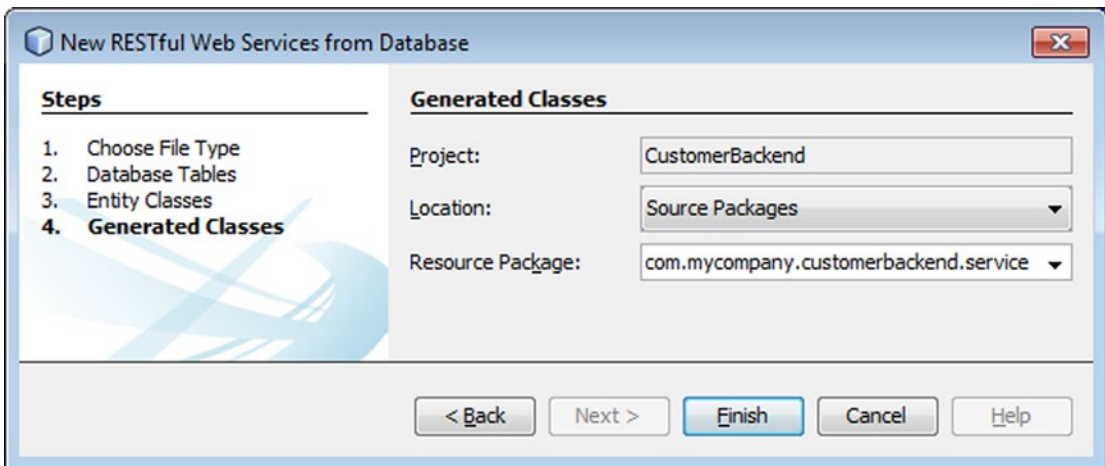 New RESTful Web Services from Database
Steps
1. Choose File Type
2. Database Tables
3. Entity Classes
4. Generated Classes
Generated Classes
Project: CustomerBackend
Location: Source Packages
Resource Package: com.mycompany.customerbackend.service
< Back Next > Finish Cancel Help